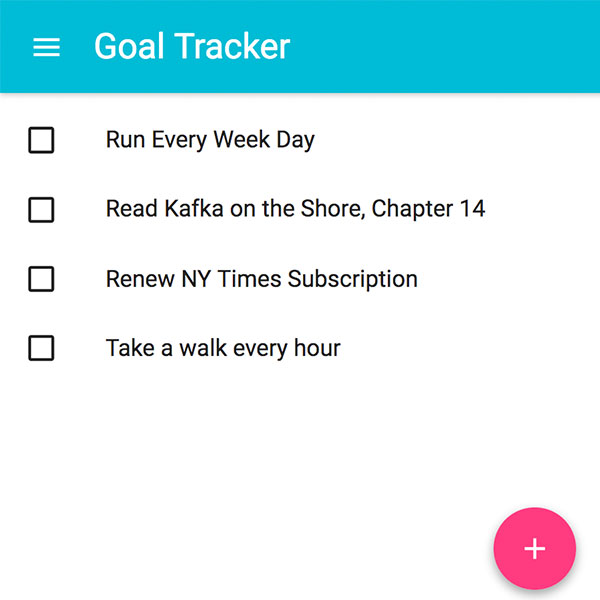 Goal Tracker
Run Every Week Day
Read Kafka on the Shore, Chapter 14
Renew NY Times Subscription
Take a walk every hour